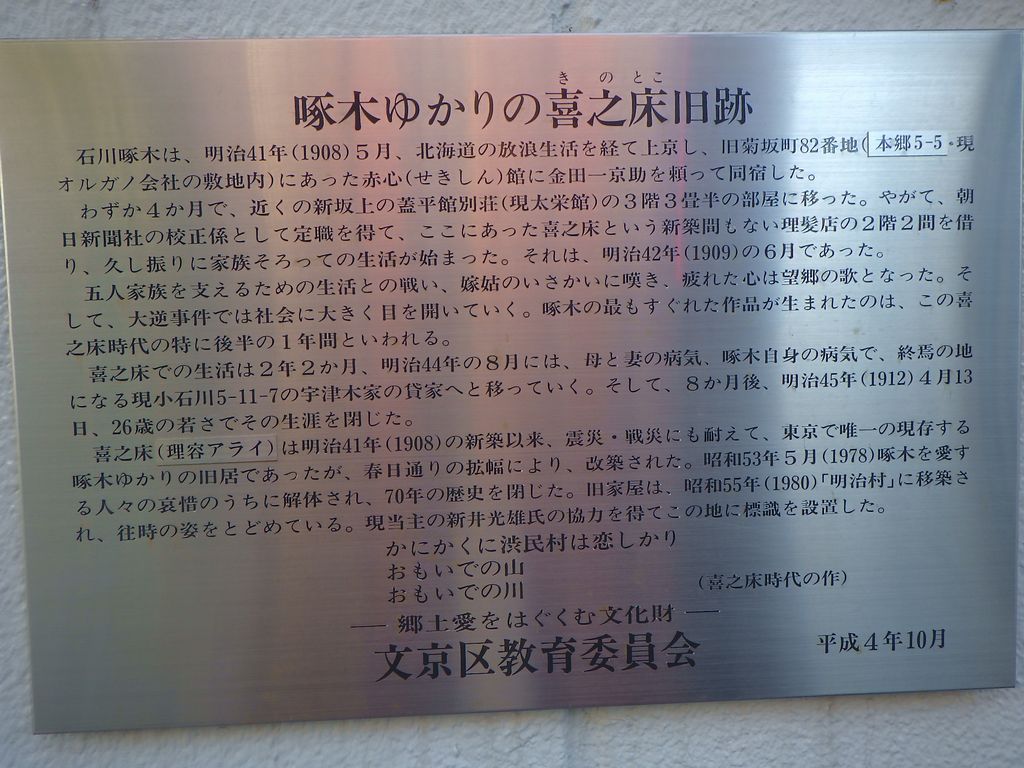 きのとこ
啄木ゆかりの喜之床旧跡
石川啄木は、明治41年(1908)5月、北海道の放浪生活を経て上京し、旧菊坂町82番地(本郷5-5・現
オルガノ会社の敷地内)にあった赤心(せきしん)館に金田一京助を頼って同宿した。
わずか4か月で、近くの新坂上の蓋平館別荘(現太栄館)の3階3畳半の部屋に移った。やがて、朝
日新聞社の校正係として定職を得て、ここにあった喜之床という新築間もない理髪店の2階2間を借
り、久し振りに家族そろっての生活が始まった。それは、明治42年(1909)の6月であった。
五人家族を支えるための生活との戦い、嫁姑のいさかいに嘆き、疲れた心は望郷の歌となった。そ
して、大逆事件では社会に大きく目を開いていく。啄木の最もすぐれた作品が生まれたのは、この喜
之床時代の特に後半の1年間といわれる。
喜之床での生活は2年2か月、明治44年の8月には、母と妻の病気、啄木自身の病気で、終焉の地
になる現小石川5-11-7の宇津木家の貸家へと移っていく。そして、8か月後、明治45年(1912)4月13
日、26歳の若さでその生涯を閉じた。
喜之床(理容アライ)は明治41年(1908)の新築以来、震災・戦災にも耐えて、東京で唯一の現存する
啄木ゆかりの旧居であったが、春日通りの拡幅により、改築された。昭和53年5月(1978)啄木を愛す
る人々の哀惜のうちに解体され、70年の歴史を閉じた。旧家屋は、昭和55年(1980)「明治村」に移築さ
れ、往時の姿をとどめている。現当主の新井光雄氏の協力を得てこの地に標識を設置した。
かにかくに渋民村は恋しかり
おもいでの山
おもいでの川 (喜之床時代の作)
― 郷土愛をはぐくむ文化財 ―
文京区教育委員会 平成4年10月